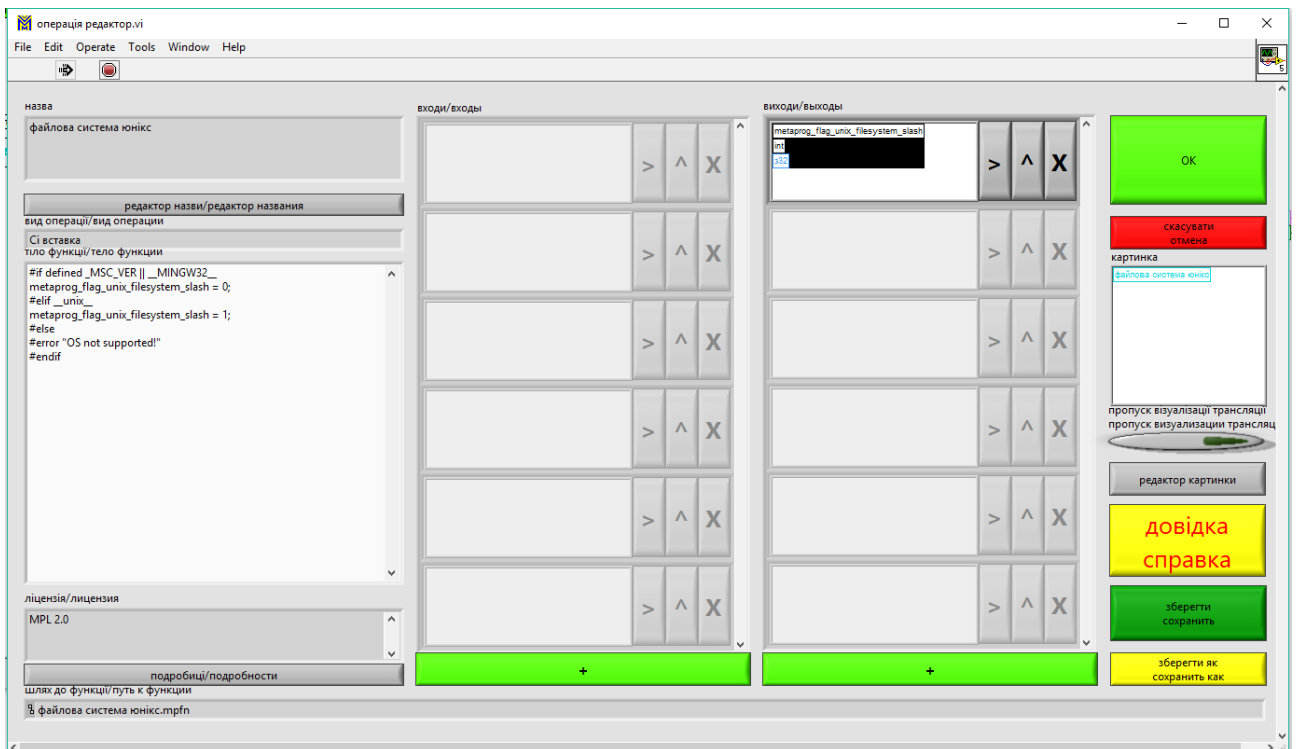 операція редактор.vi
File Edit Operate Tools Window Help
5
назва
файлова система юнікс
редактор назви/редактор названия
вид операції/вид операции
Сі вставка
тіло функції/тело функции
#if defined _MSC_VER || __MINGW32__
metaprog_flag_unix_filesystem_slash = 0;
#elif __unix__
metaprog_flag_unix_filesystem_slash = 1;
#else
#error "OS not supported!"
#endif
ліцензія/лицензия
MPL 2.0
подробиці/подробности
шлях до функції/путь к функции
файлова система юнікс.mpfn
входи/входы
> ^ X
> ^ X
> ^ X
> ^ X
> ^ X
> ^ X
+
виходи/выходы
metaprog_flag_unix_filesystem_slash
int
з32
> ^ X
> ^ X
> ^ X
> ^ X
> ^ X
> ^ X
+
ОК
скасувати
отмена
картинка
файлова система юнікс
пропуск візуалізації трансляції
пропуск визуализации трансляц
редактор картинки
довідка
справка
зберегти
сохранить
зберегти як
сохранить как